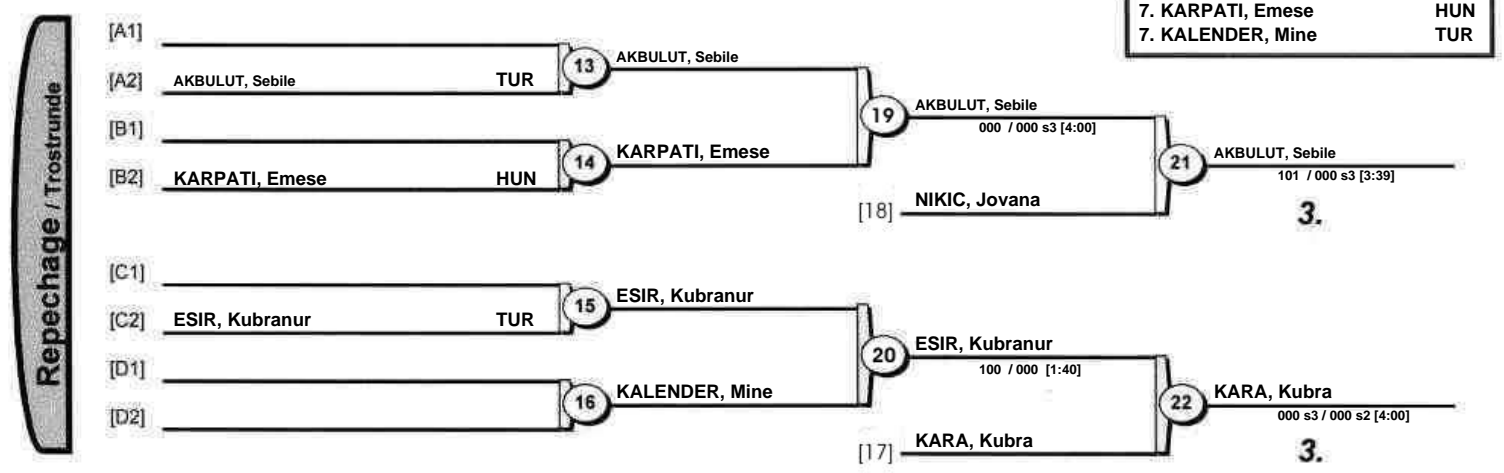 7. KARPATI, Emese HUN
7. KALENDER, Mine TUR
Repechage / Trostrunde
[A1]
[A2] AKBULUT, Sebile TUR
13 AKBULUT, Sebile
[B1]
[B2] KARPATI, Emese HUN
14 KARPATI, Emese
19 AKBULUT, Sebile
000 / 000 s3 [4:00]
[18] NIKIC, Jovana
21 AKBULUT, Sebile
101 / 000 s3 [3:39]
3.
[C1]
[C2] ESIR, Kubranur TUR
15 ESIR, Kubranur
[D1]
[D2]
16 KALENDER, Mine
20 ESIR, Kubranur
100 / 000 [1:40]
[17] KARA, Kubra
22 KARA, Kubra
000 s3 / 000 s2 [4:00]
3.